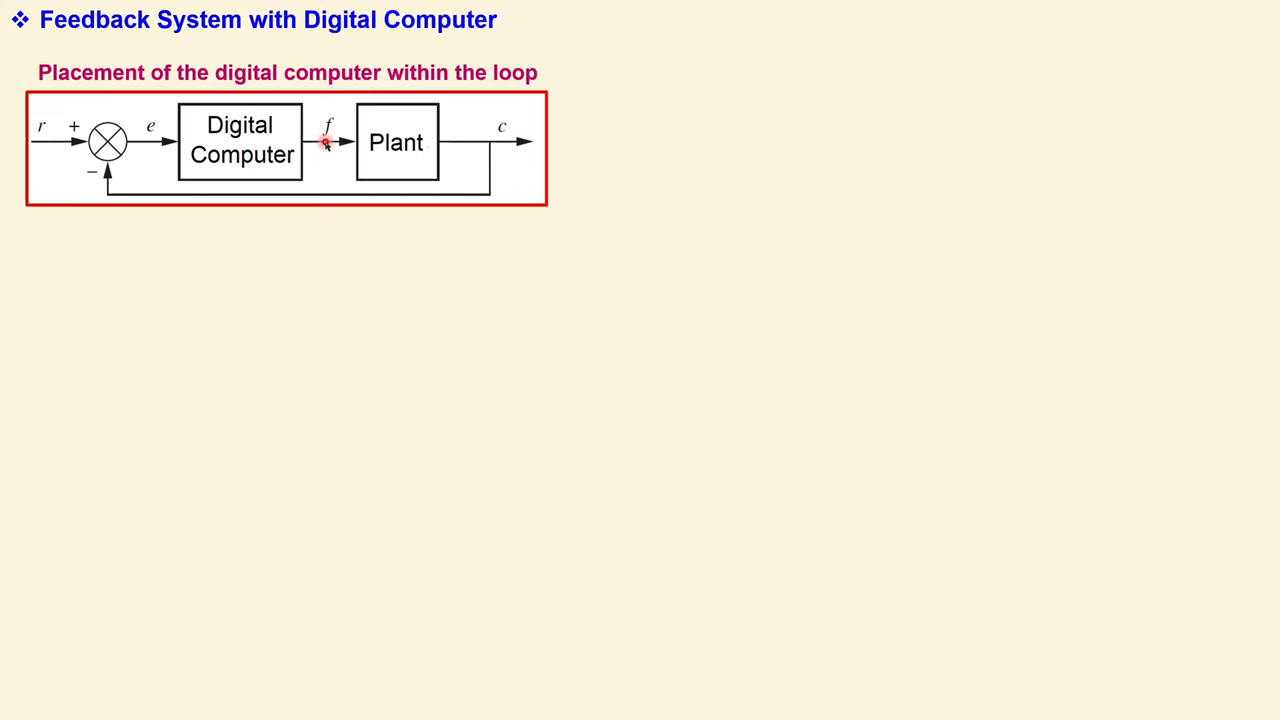 ❖ Feedback System with Digital Computer
Placement of the digital computer within the loop
r + e Digital Computer f Plant c
−